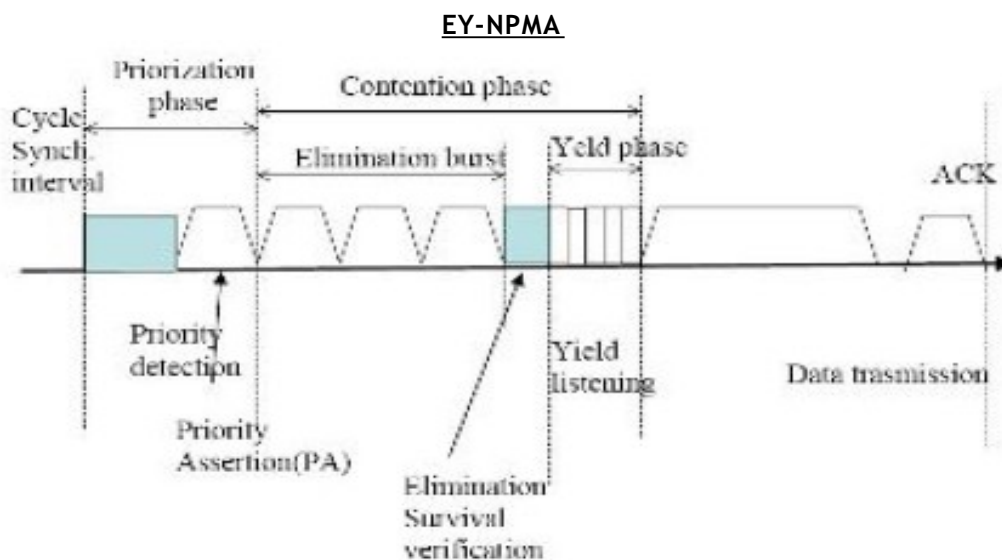 EY-NPMA
Priorization
phase
Contention phase
Cycle
Synch.
interval
Elimination burst
Yeld phase
ACK
Priority
detection
Yield
listening
Data trasmission
Priority
Assertion(PA)
Elimination
Survival
verification